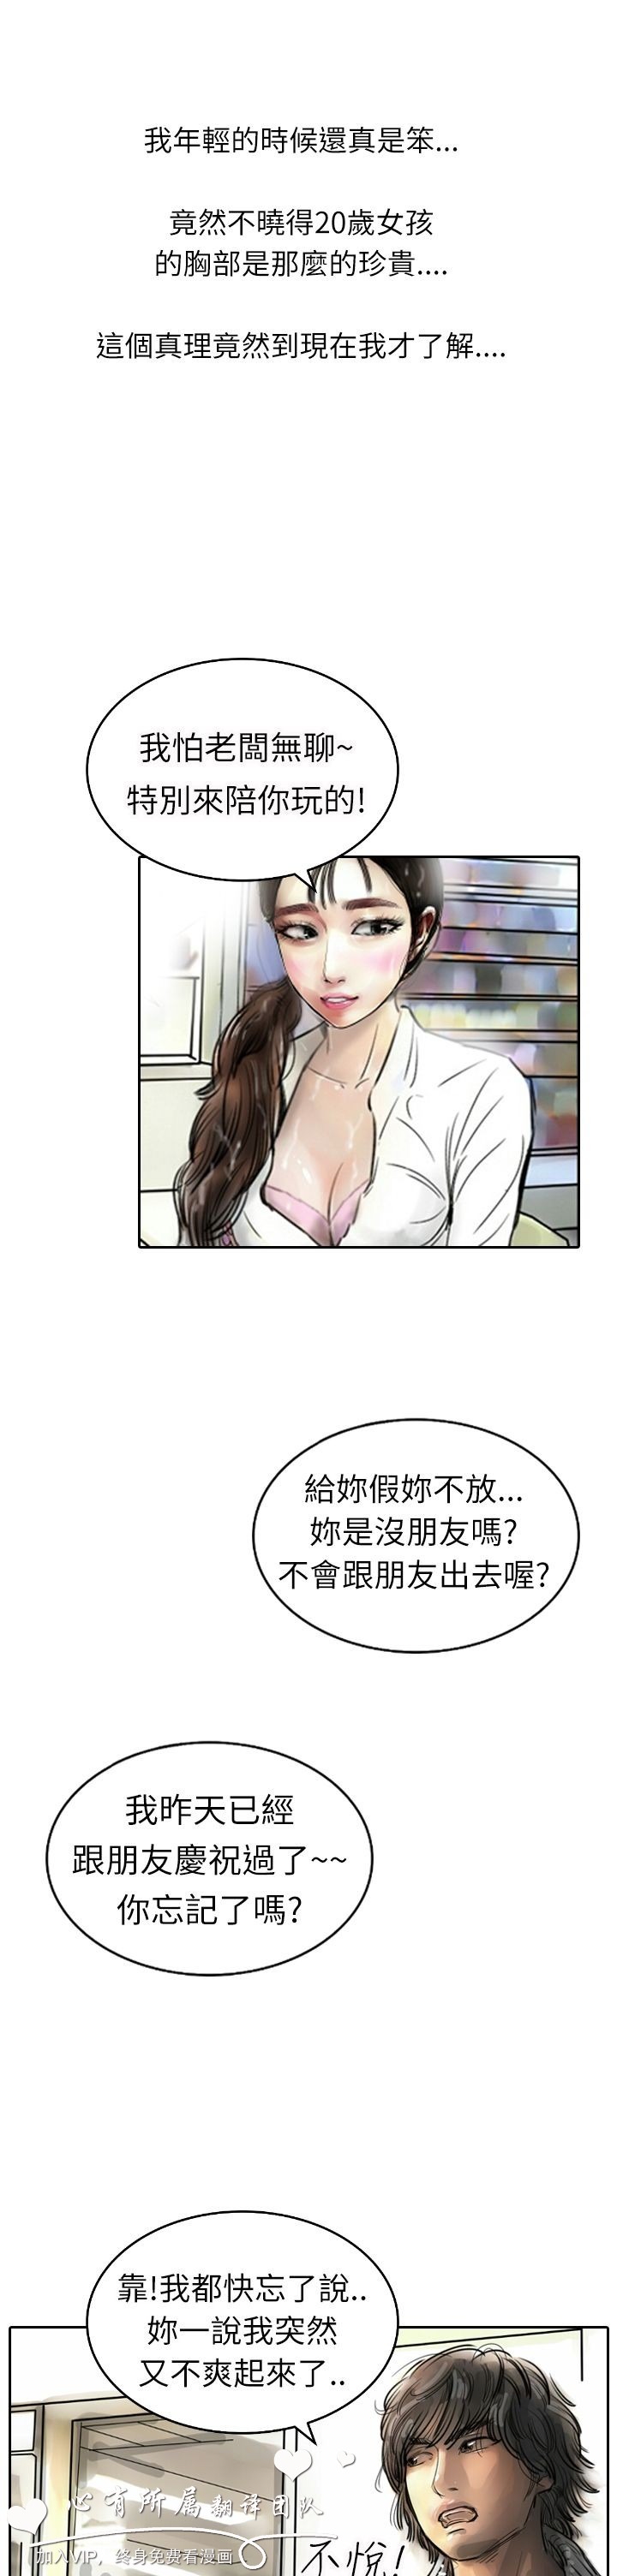 我年輕的時候還真是笨...
竟然不曉得20歲女孩
的胸部是那麼的珍貴....
這個真理竟然到現在我才了解....
我怕老闆無聊~
特別來陪你玩的!
給妳假妳不放...
妳是沒朋友嗎?
不會跟朋友出去喔?
我昨天已經
跟朋友慶祝過了~~
你忘記了嗎?
靠!我都快忘了說..
妳一說我突然
又不爽起來了..
心有所属翻译团队
加入VIP，终身免费看漫画
不悅!